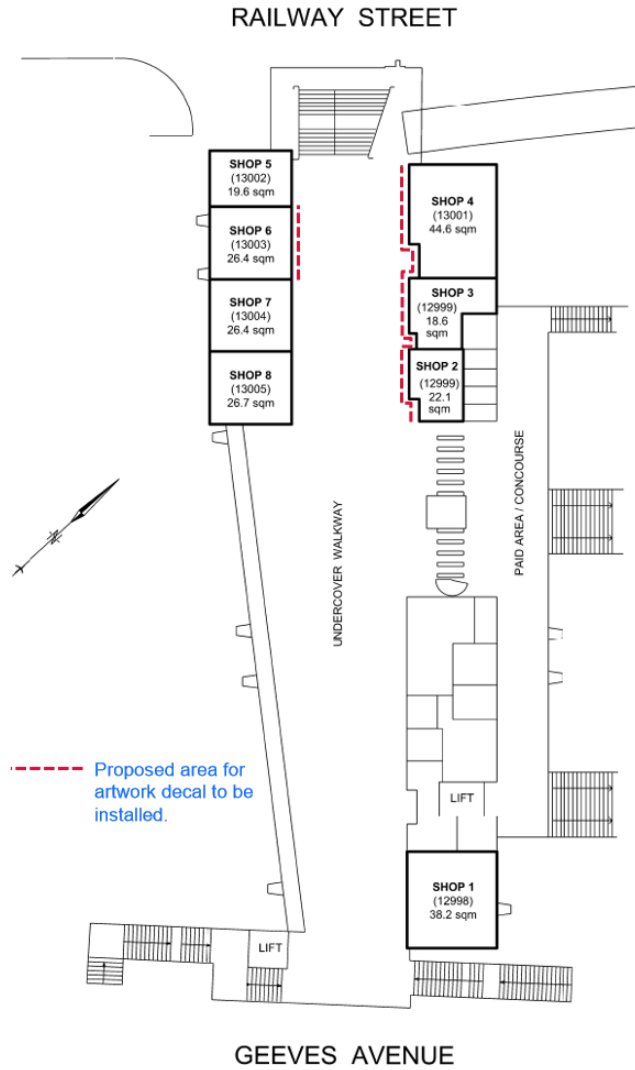 RAILWAY STREET
SHOP 5
(13002)
19.6 sqm
SHOP 6
(13003)
26.4 sqm
SHOP 7
(13004)
26.4 sqm
SHOP 8
(13005)
26.7 sqm
SHOP 4
(13001)
44.6 sqm
SHOP 3
(12999)
18.6
sqm
SHOP 2
(12999)
22.1
sqm
UNDERCOVER WALKWAY
PAID AREA / CONCOURSE
N
Proposed area for
artwork decal to be
installed.
LIFT
SHOP 1
(12998)
38.2 sqm
LIFT
GEEVES AVENUE